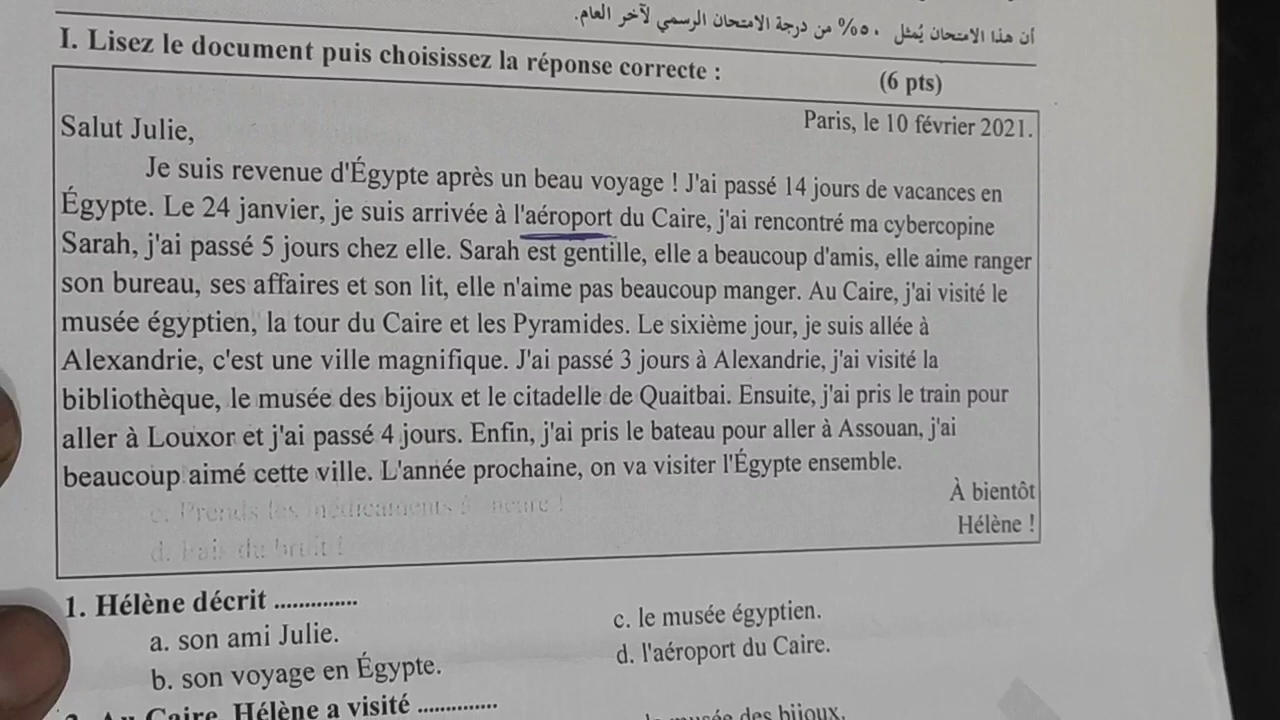 أن هذا الامتحان يُمثل ٥٠% من درجة الامتحان الرسمي لآخر العام.
I. Lisez le document puis choisissez la réponse correcte : (6 pts)
Paris, le 10 février 2021.
Salut Julie,
Je suis revenue d'Égypte après un beau voyage ! J'ai passé 14 jours de vacances en
Égypte. Le 24 janvier, je suis arrivée à l'aéroport du Caire, j'ai rencontré ma cybercopine
Sarah, j'ai passé 5 jours chez elle. Sarah est gentille, elle a beaucoup d'amis, elle aime ranger
son bureau, ses affaires et son lit, elle n'aime pas beaucoup manger. Au Caire, j'ai visité le
musée égyptien, la tour du Caire et les Pyramides. Le sixième jour, je suis allée à
Alexandrie, c'est une ville magnifique. J'ai passé 3 jours à Alexandrie, j'ai visité la
bibliothèque, le musée des bijoux et le citadelle de Quaitbai. Ensuite, j'ai pris le train pour
aller à Louxor et j'ai passé 4 jours. Enfin, j'ai pris le bateau pour aller à Assouan, j'ai
beaucoup aimé cette ville. L'année prochaine, on va visiter l'Égypte ensemble.
À bientôt
Hélène !
c. Prends les médicaments
d. Fais du bruit !
1. Hélène décrit ..............
a. son ami Julie.
b. son voyage en Égypte.
c. le musée égyptien.
d. l'aéroport du Caire.
Au Caire, Hélène a visité ..............
musée des bijoux.